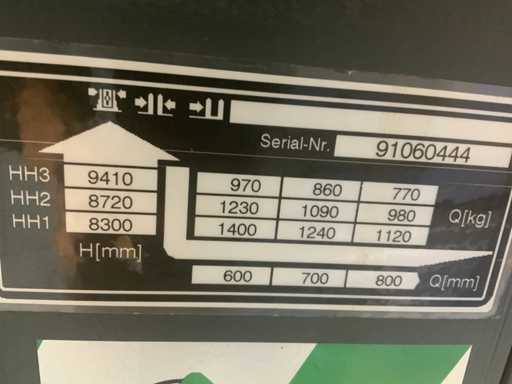 Serial-Nr. 91060444
HH3 9410 970 860 770
HH2 8720 1230 1090 980 Q[kg]
HH1 8300 1400 1240 1120
H[mm]
600 700 800 Q[mm]